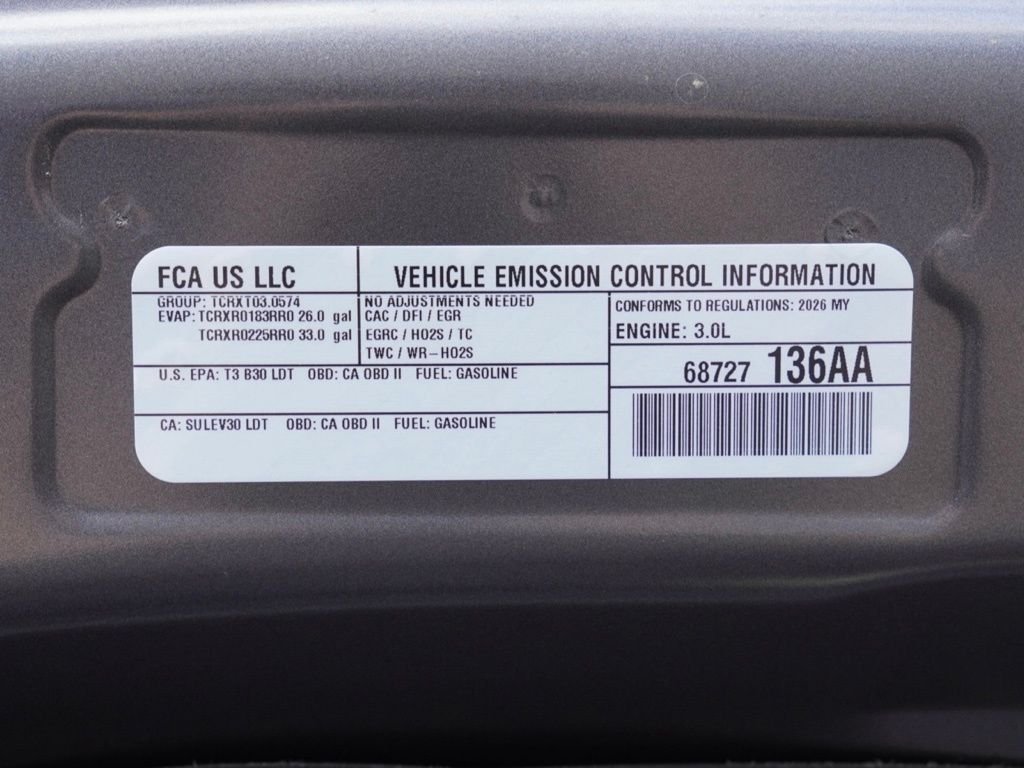 FCA US LLC
VEHICLE EMISSION CONTROL INFORMATION
GROUP: TCRXT03.0574
EVAP: TCRXR0183RR0 26.0 gal
TCRXR0225RR0 33.0 gal
NO ADJUSTMENTS NEEDED
CAC / DFI / EGR
EGRC / HO2S / TC
TWC / WR-HO2S
CONFORMS TO REGULATIONS: 2026 MY
ENGINE: 3.0L
68727 136AA
U.S. EPA: T3 B30 LDT OBD: CA OBD II FUEL: GASOLINE
CA: SULEV30 LDT OBD: CA OBD II FUEL: GASOLINE